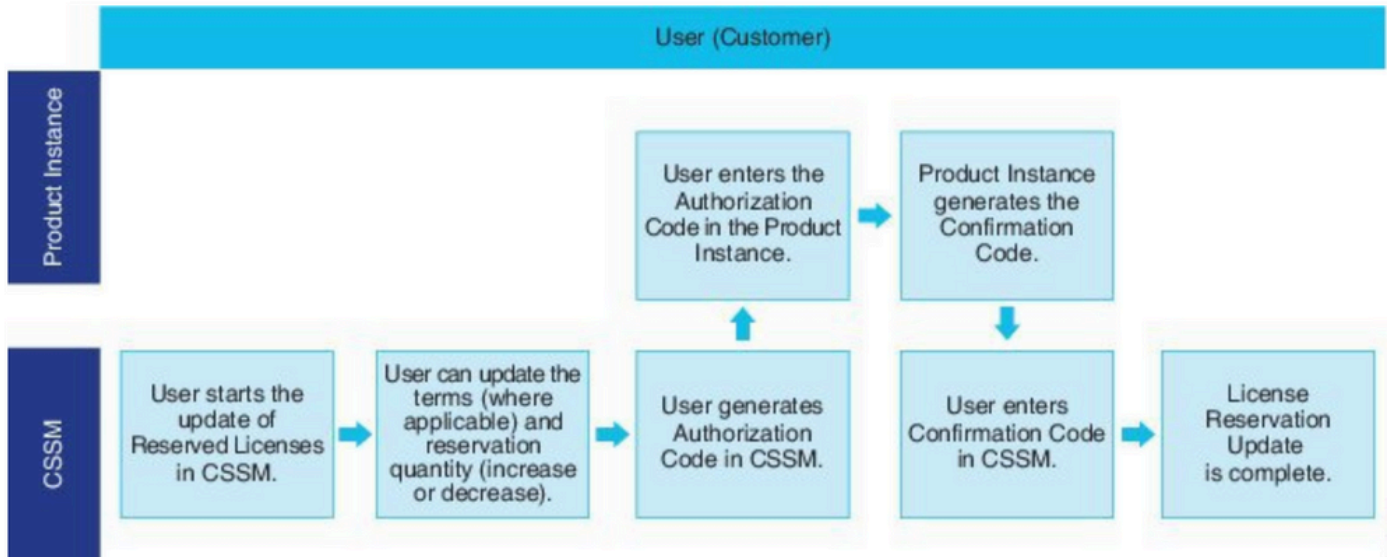 User (Customer)
Product Instance
User enters the
Authorization
Code in the Product
Instance.
Product Instance
generates the
Confirmation
Code.
CSSM
User starts the
update of
Reserved Licenses
in CSSM.
User can update the
terms (where
applicable) and
reservation
quantity (increase
or decrease).
User generates
Authorization
Code in CSSM.
User enters
Confirmation Code
in CSSM.
License
Reservation
Update
is complete.